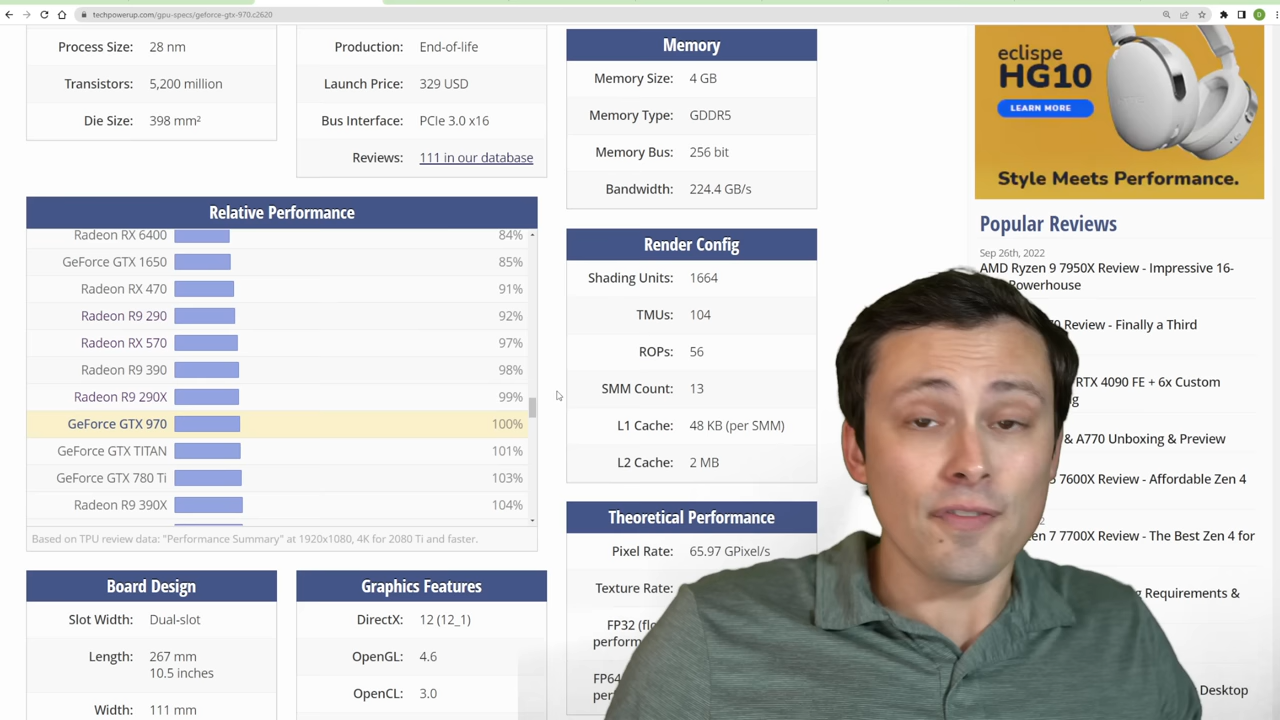 techpowerup.com/gpu-specs/geforce-gtx-970.c2620
Process Size: 28 nm
Transistors: 5,200 million
Die Size: 398 mm²
Production: End-of-life
Launch Price: 329 USD
Bus Interface: PCIe 3.0 x16
Reviews: 111 in our database
Memory
Memory Size: 4 GB
Memory Type: GDDR5
Memory Bus: 256 bit
Bandwidth: 224.4 GB/s
eclispe
HG10
LEARN MORE
Style Meets Performance.
Relative Performance
Radeon RX 6400 84%
GeForce GTX 1650 85%
Radeon RX 470 91%
Radeon R9 290 92%
Radeon RX 570 97%
Radeon R9 390 98%
Radeon R9 290X 99%
GeForce GTX 970 100%
GeForce GTX TITAN 101%
GeForce GTX 780 Ti 103%
Radeon R9 390X 104%
Based on TPU review data: "Performance Summary" at 1920x1080, 4K for 2080 Ti and faster.
Render Config
Shading Units: 1664
TMUs: 104
ROPs: 56
SMM Count: 13
L1 Cache: 48 KB (per SMM)
L2 Cache: 2 MB
Popular Reviews
Sep 26th, 2022
AMD Ryzen 9 7950X Review - Impressive 16-
Powerhouse
Review - Finally a Third
RTX 4090 FE + 6x Custom
& A770 Unboxing & Preview
7600X Review - Affordable Zen 4
7 7700X Review - The Best Zen 4 for
Requirements &
Desktop
Theoretical Performance
Pixel Rate: 65.97 GPixel/s
Texture Rate:
FP32
FP64
Board Design
Slot Width: Dual-slot
Length: 267 mm
10.5 inches
Width: 111 mm
Graphics Features
DirectX: 12 (12_1)
OpenGL: 4.6
OpenCL: 3.0